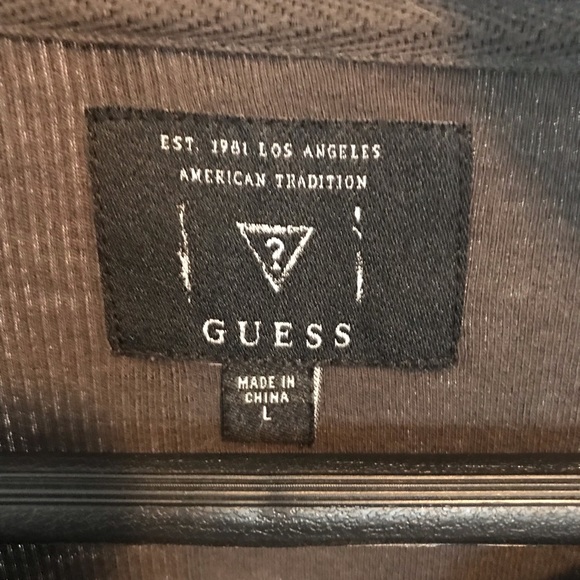 EST. 1981 LOS ANGELES
AMERICAN TRADITION
?
GUESS
MADE IN
CHINA
L